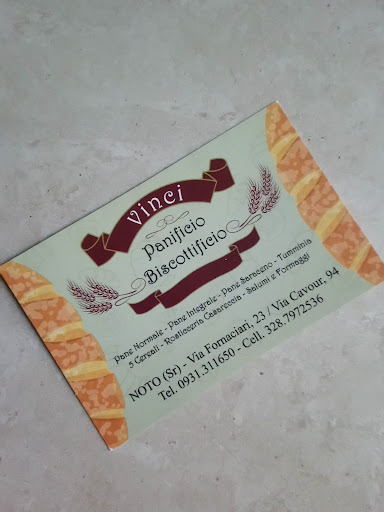 Vinci
Panificio
Biscottificio
Pane Normale - Pane Integrale - Pane Saraceno - Tumminia
5 Cereali - Rosticceria Casareccia - Salumi e Formaggi
NOTO (Sr) - Via Fornaciari, 23 / Via Cavour, 94
Tel. 0931.311650 - Cell. 328.7972536